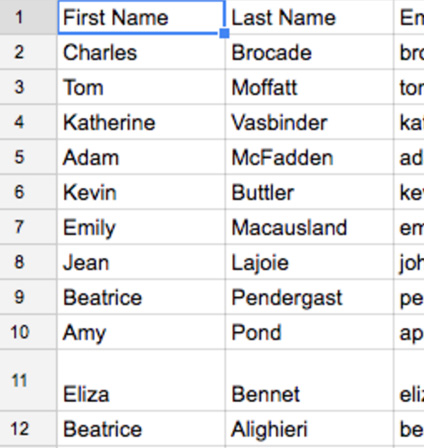 1 First Name Last Name Em
2 Charles Brocade bro
3 Tom Moffatt tor
4 Katherine Vasbinder kat
5 Adam McFadden ad
6 Kevin Buttler kev
7 Emily Macausland em
8 Jean Lajoie joh
9 Beatrice Pendergast pe
10 Amy Pond ap
11 Eliza Bennet eliz
12 Beatrice Alighieri be